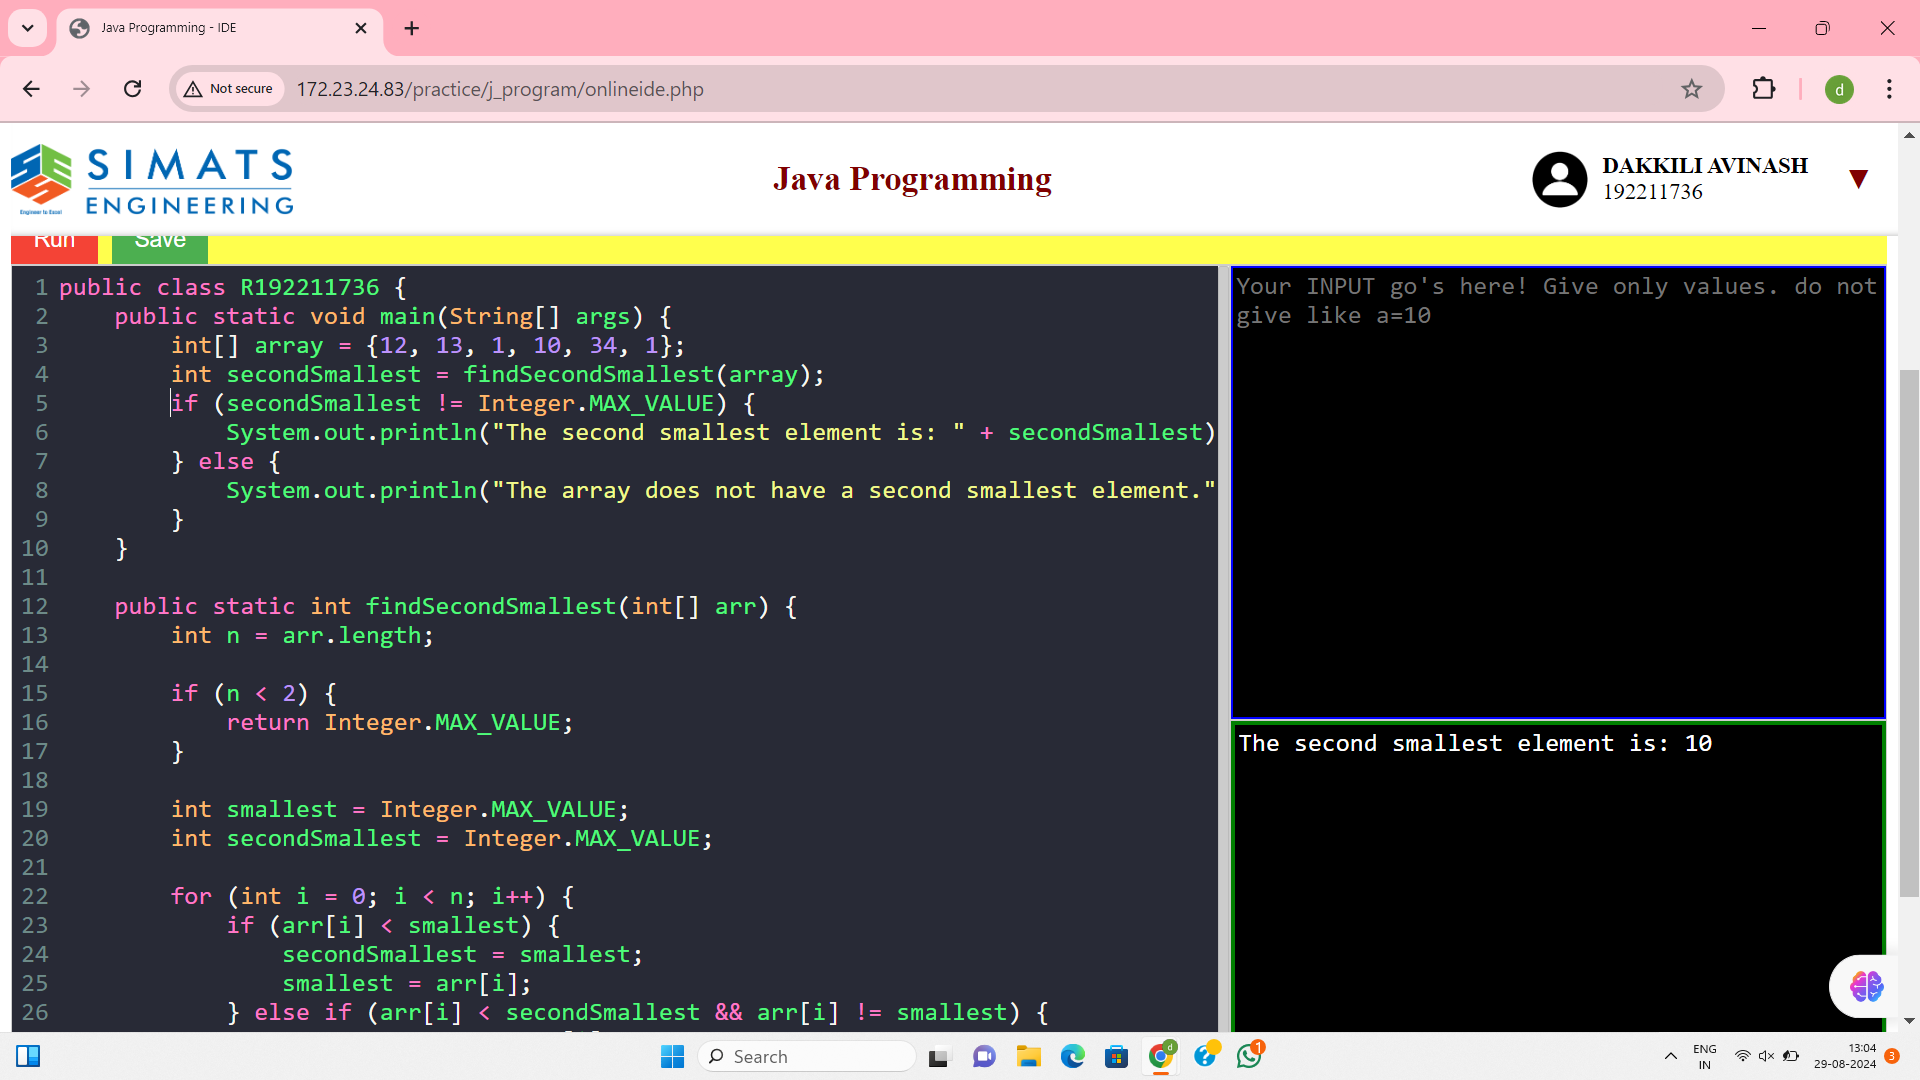 Java Programming - IDE
Not secure
172.23.24.83/practice/j_program/onlineide.php
d
SIMATS
ENGINEERING
Engineer to Excel
Java Programming
DAKKILI AVINASH
192211736
Run
Save
1 public class R192211736 {
2     public static void main(String[] args) {
3         int[] array = {12, 13, 1, 10, 34, 1};
4         int secondSmallest = findSecondSmallest(array);
5         if (secondSmallest != Integer.MAX_VALUE) {
6             System.out.println("The second smallest element is: " + secondSmallest)
7         } else {
8             System.out.println("The array does not have a second smallest element."
9         }
10     }
11
12     public static int findSecondSmallest(int[] arr) {
13         int n = arr.length;
14
15         if (n < 2) {
16             return Integer.MAX_VALUE;
17         }
18
19         int smallest = Integer.MAX_VALUE;
20         int secondSmallest = Integer.MAX_VALUE;
21
22         for (int i = 0; i < n; i++) {
23             if (arr[i] < smallest) {
24                 secondSmallest = smallest;
25                 smallest = arr[i];
26             } else if (arr[i] < secondSmallest && arr[i] != smallest) {
Your INPUT go's here! Give only values. do not
give like a=10
The second smallest element is: 10
Search
d
1
ENG
IN
13:04
29-08-2024
3